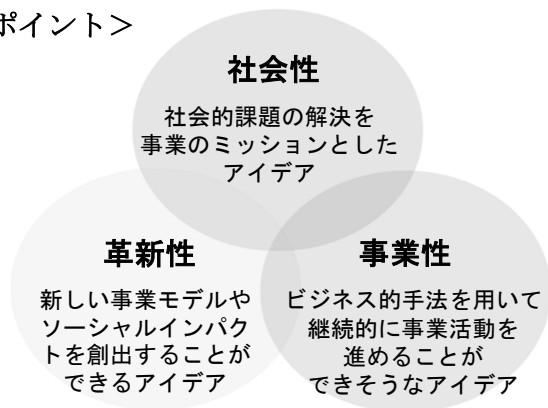 ポイント＞
社会性
社会的課題の解決を
事業のミッションとした
アイデア
革新性
新しい事業モデルや
ソーシャルインパク
トを創出することが
できるアイデア
事業性
ビジネス的手法を用いて
継続的に事業活動を
進めることが
できそうなアイデア